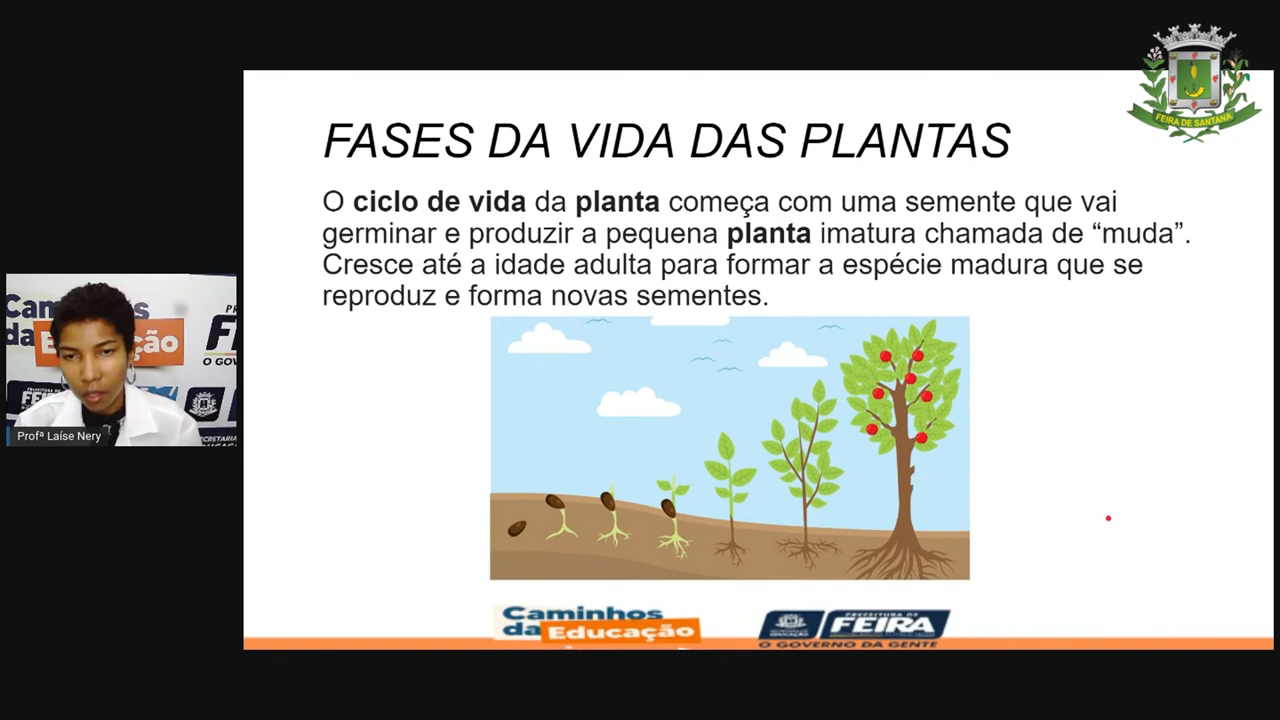 FEIRA DE SANTANA
FASES DA VIDA DAS PLANTAS
O ciclo de vida da planta começa com uma semente que vai
germinar e produzir a pequena planta imatura chamada de “muda”.
Cresce até a idade adulta para formar a espécie madura que se
reproduz e forma novas sementes.
Profª Laíse Nery
Caminhos
da Educação
PREFEITURA DE
FEIRA
O GOVERNO DA GENTE